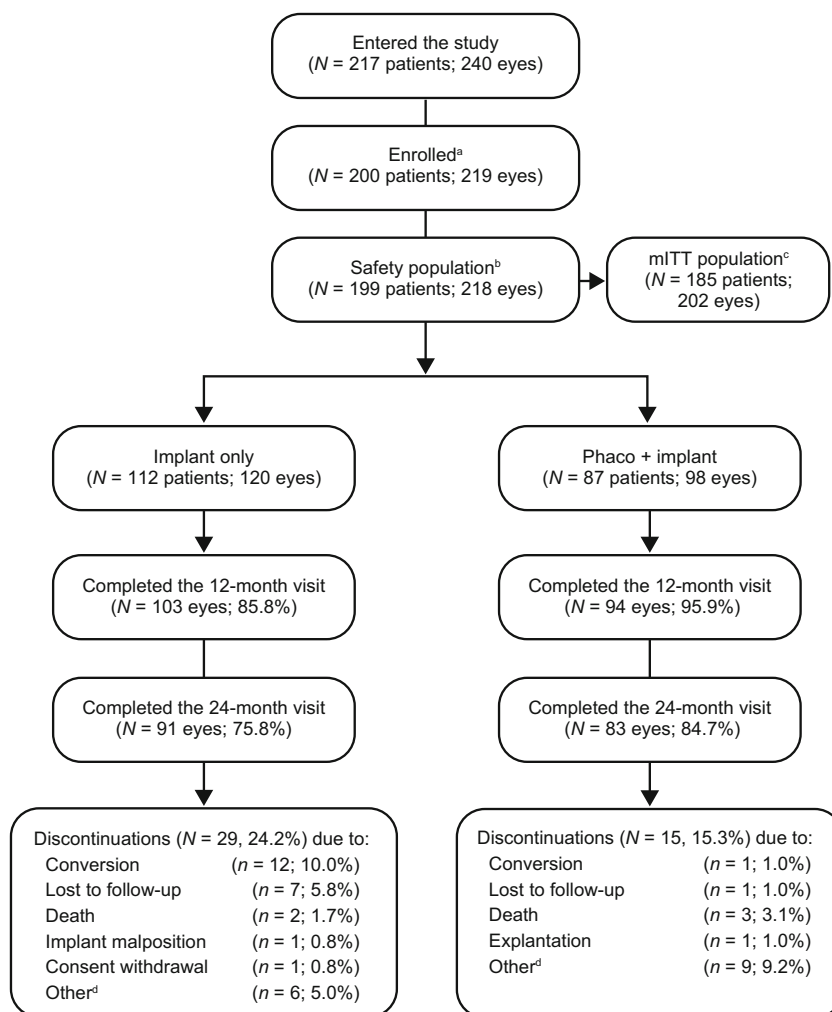 Entered the study
(N = 217 patients; 240 eyes)
Enrolledᵃ
(N = 200 patients; 219 eyes)
Safety populationᵇ
(N = 199 patients; 218 eyes)
mITT populationᶜ
(N = 185 patients;
202 eyes)
Implant only
(N = 112 patients; 120 eyes)
Phaco + implant
(N = 87 patients; 98 eyes)
Completed the 12-month visit
(N = 103 eyes; 85.8%)
Completed the 12-month visit
(N = 94 eyes; 95.9%)
Completed the 24-month visit
(N = 91 eyes; 75.8%)
Completed the 24-month visit
(N = 83 eyes; 84.7%)
Discontinuations (N = 29, 24.2%) due to:
Conversion (n = 12; 10.0%)
Lost to follow-up (n = 7; 5.8%)
Death (n = 2; 1.7%)
Implant malposition (n = 1; 0.8%)
Consent withdrawal (n = 1; 0.8%)
Otherᵈ (n = 6; 5.0%)
Discontinuations (N = 15, 15.3%) due to:
Conversion (n = 1; 1.0%)
Lost to follow-up (n = 1; 1.0%)
Death (n = 3; 3.1%)
Explantation (n = 1; 1.0%)
Otherᵈ (n = 9; 9.2%)